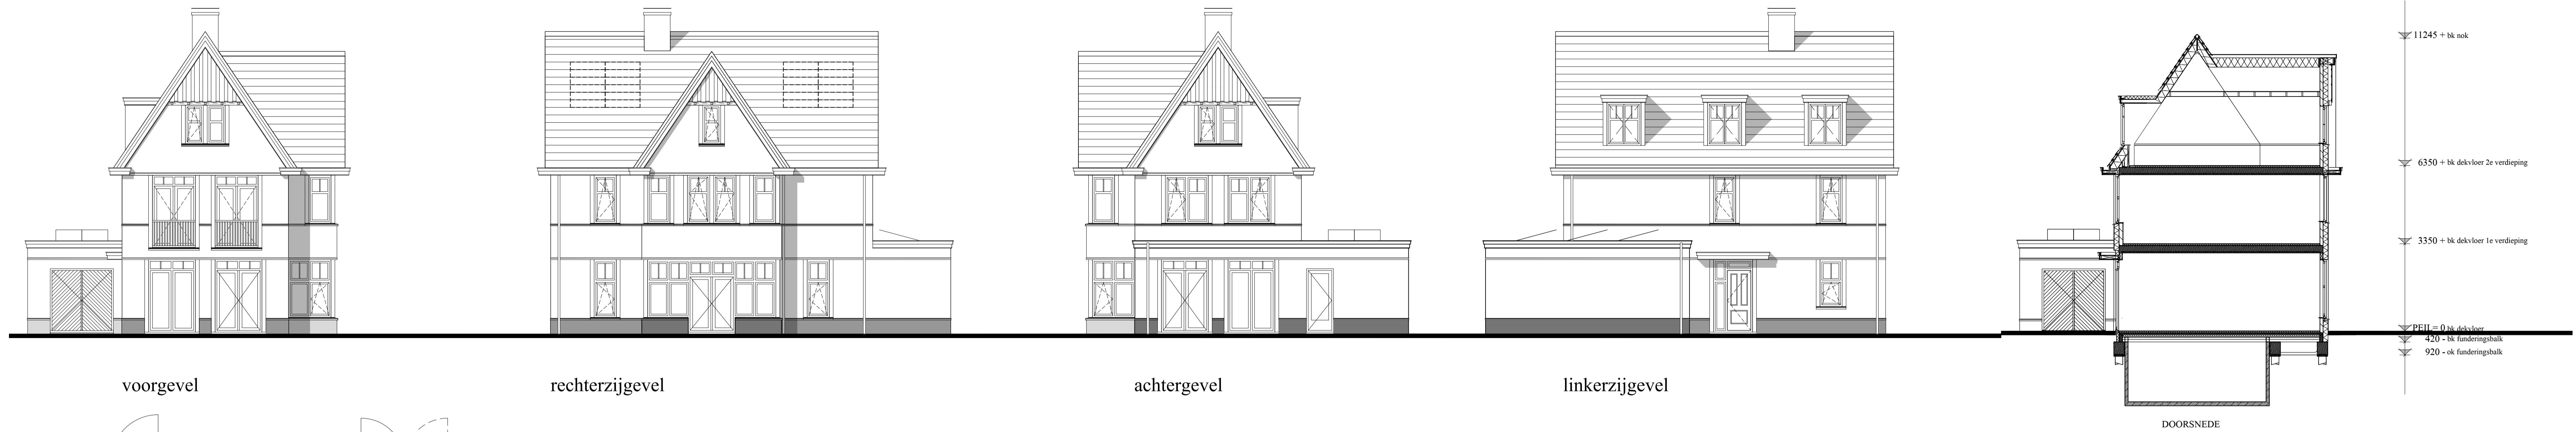 11245 + bk nok
6350 + bk dekvloer 2e verdieping
3350 + bk dekvloer 1e verdieping
PEIL= 0 bk dekvloer
420 - bk funderingsbalk
920 - ok funderingsbalk
voorgevel
rechterzijgevel
achtergevel
linkerzijgevel
DOORSNEDE